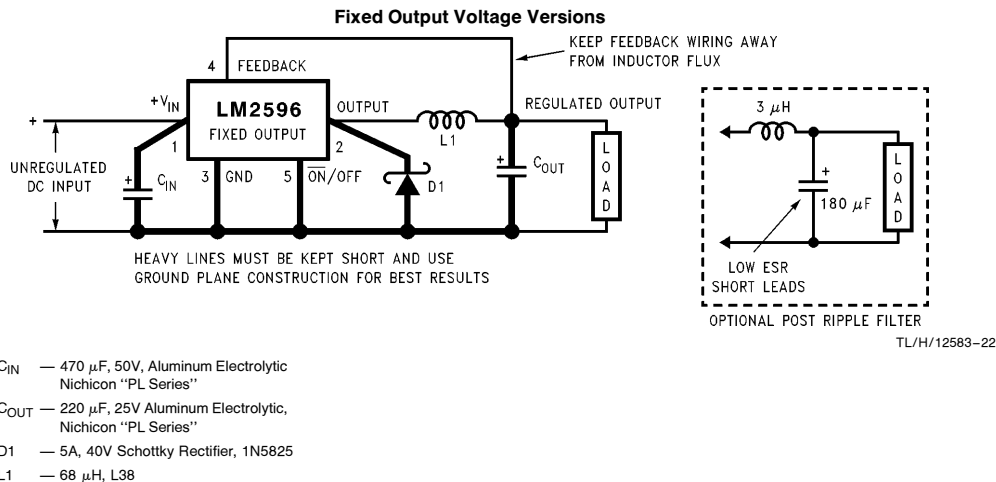 Fixed Output Voltage Versions
KEEP FEEDBACK WIRING AWAY
FROM INDUCTOR FLUX
4 FEEDBACK
+VIN
LM2596
FIXED OUTPUT
OUTPUT
REGULATED OUTPUT
+
1
2
L1
UNREGULATED
DC INPUT
+
CIN
3 GND
5 ON/OFF
D1
+
COUT
LOAD
HEAVY LINES MUST BE KEPT SHORT AND USE
GROUND PLANE CONSTRUCTION FOR BEST RESULTS
3 μH
+
180 μF
LOAD
LOW ESR
SHORT LEADS
OPTIONAL POST RIPPLE FILTER
TL/H/12583–22
CIN — 470 μF, 50V, Aluminum Electrolytic
Nichicon ‘‘PL Series’’
COUT — 220 μF, 25V Aluminum Electrolytic,
Nichicon ‘‘PL Series’’
D1 — 5A, 40V Schottky Rectifier, 1N5825
L1 — 68 μH, L38